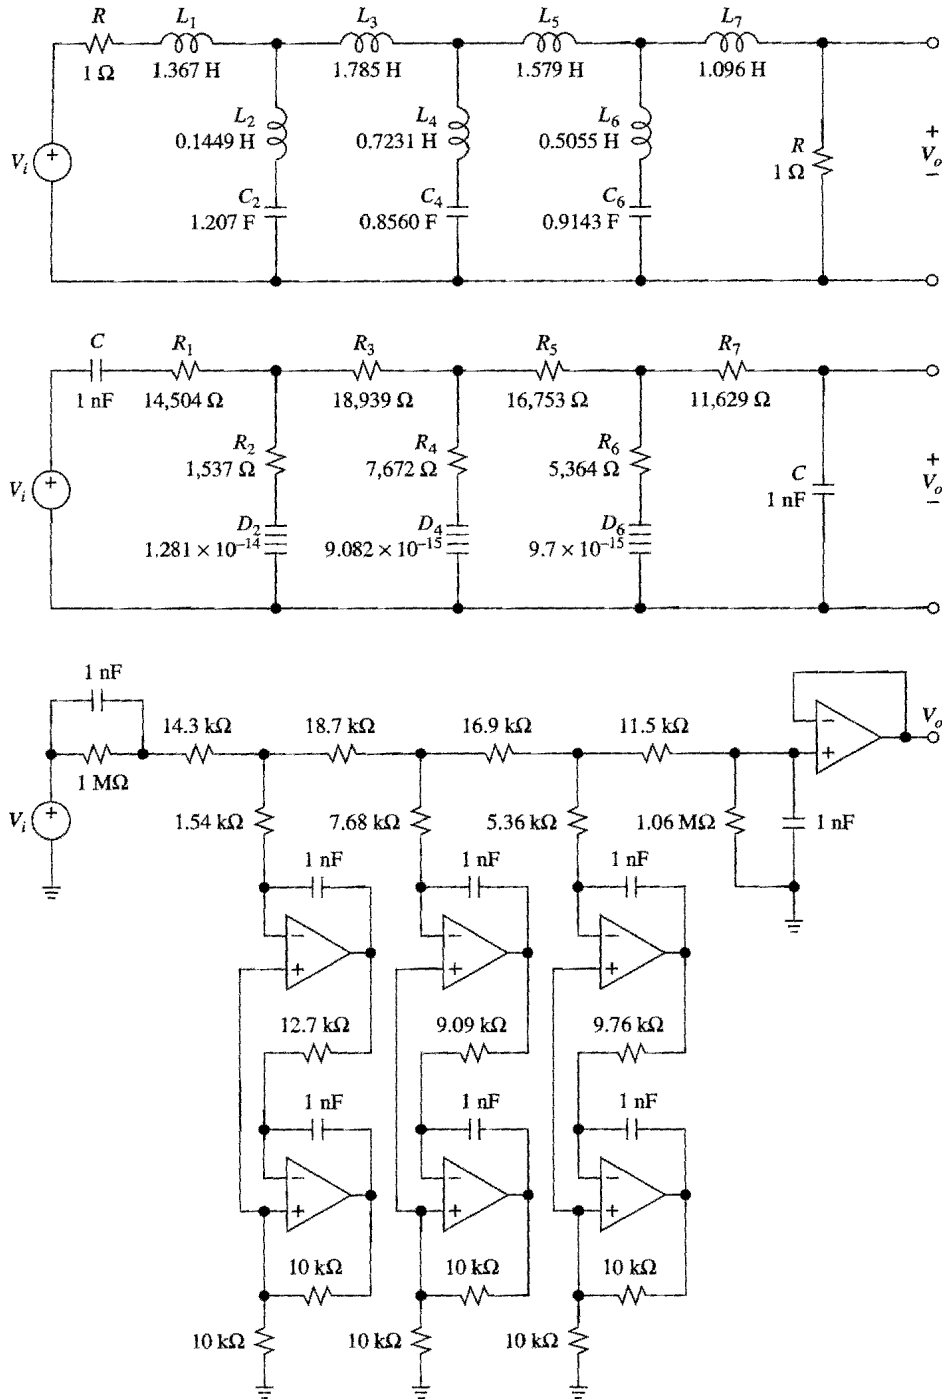 R L1 L3 L5 L7
1 Ω 1.367 H 1.785 H 1.579 H 1.096 H
L2 L4 L6
0.1449 H 0.7231 H 0.5055 H
Vi + R + Vo −
1 Ω
C2 C4 C6
1.207 F 0.8560 F 0.9143 F
C R1 R3 R5 R7
1 nF 14,504 Ω 18,939 Ω 16,753 Ω 11,629 Ω
R2 R4 R6
1,537 Ω 7,672 Ω 5,364 Ω
Vi + C + Vo −
1 nF
D2 D4 D6
1.281 × 10−14 9.082 × 10−15 9.7 × 10−15
1 nF
14.3 kΩ 18.7 kΩ 16.9 kΩ 11.5 kΩ − + Vo
1 MΩ
Vi + 1.54 kΩ 7.68 kΩ 5.36 kΩ 1.06 MΩ 1 nF
1 nF 1 nF 1 nF
− − −
+ + +
12.7 kΩ 9.09 kΩ 9.76 kΩ
1 nF 1 nF 1 nF
− − −
+ + +
10 kΩ 10 kΩ 10 kΩ
10 kΩ 10 kΩ 10 kΩ